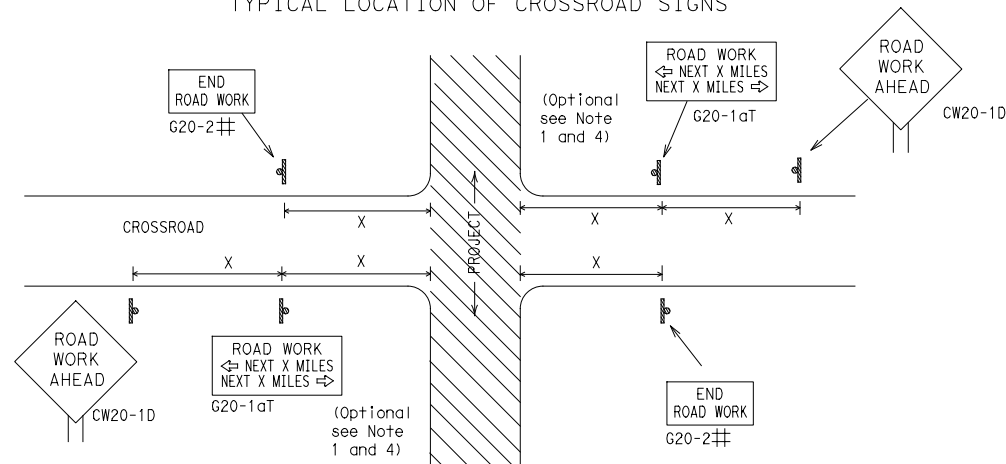 TYPICAL LOCATION OF CROSSROAD SIGNS
END
ROAD WORK
G20-2#
(Optional
see Note
1 and 4)
ROAD WORK
⇦ NEXT X MILES
NEXT X MILES ⇨
G20-1aT
ROAD
WORK
AHEAD
CW20-1D
X
X
X
CROSSROAD
PROJECT
X
X
X
ROAD
WORK
AHEAD
CW20-1D
ROAD WORK
⇦ NEXT X MILES
NEXT X MILES ⇨
G20-1aT
(Optional
see Note
1 and 4)
END
ROAD WORK
G20-2#